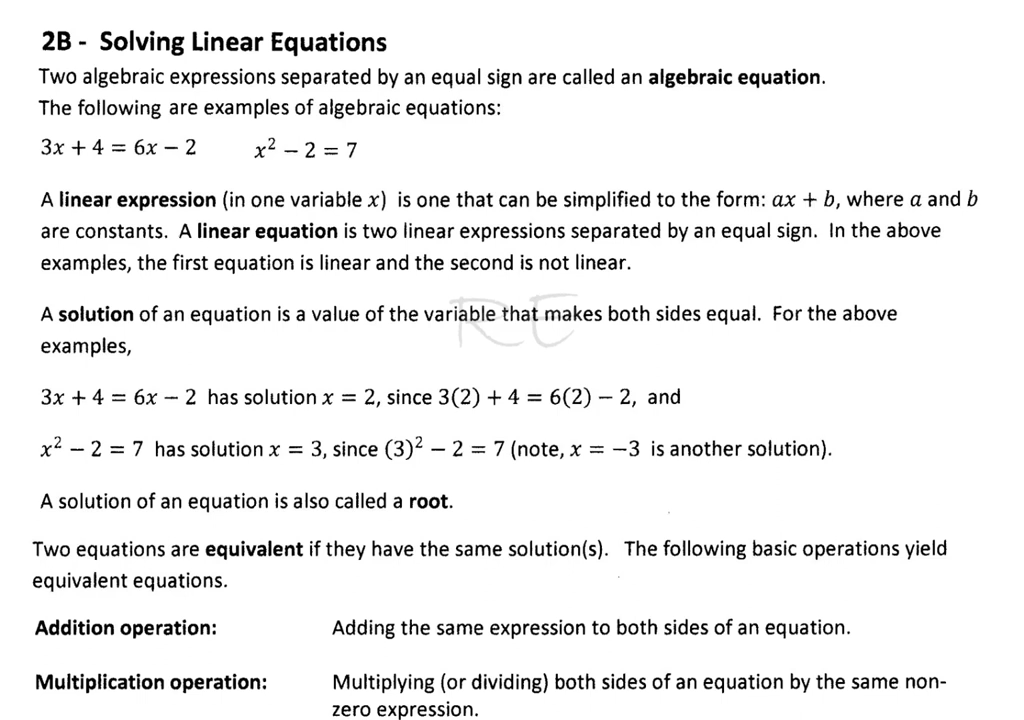 2B - Solving Linear Equations
Two algebraic expressions separated by an equal sign are called an algebraic equation.
The following are examples of algebraic equations:
3x + 4 = 6x − 2 x² − 2 = 7
A linear expression (in one variable x) is one that can be simplified to the form: ax + b, where a and b
are constants. A linear equation is two linear expressions separated by an equal sign. In the above
examples, the first equation is linear and the second is not linear.
RE
A solution of an equation is a value of the variable that makes both sides equal. For the above
examples,
3x + 4 = 6x − 2 has solution x = 2, since 3(2) + 4 = 6(2) − 2, and
x² − 2 = 7 has solution x = 3, since (3)² − 2 = 7 (note, x = −3 is another solution).
A solution of an equation is also called a root.
Two equations are equivalent if they have the same solution(s). The following basic operations yield
equivalent equations.
Addition operation: Adding the same expression to both sides of an equation.
Multiplication operation: Multiplying (or dividing) both sides of an equation by the same non-
zero expression.